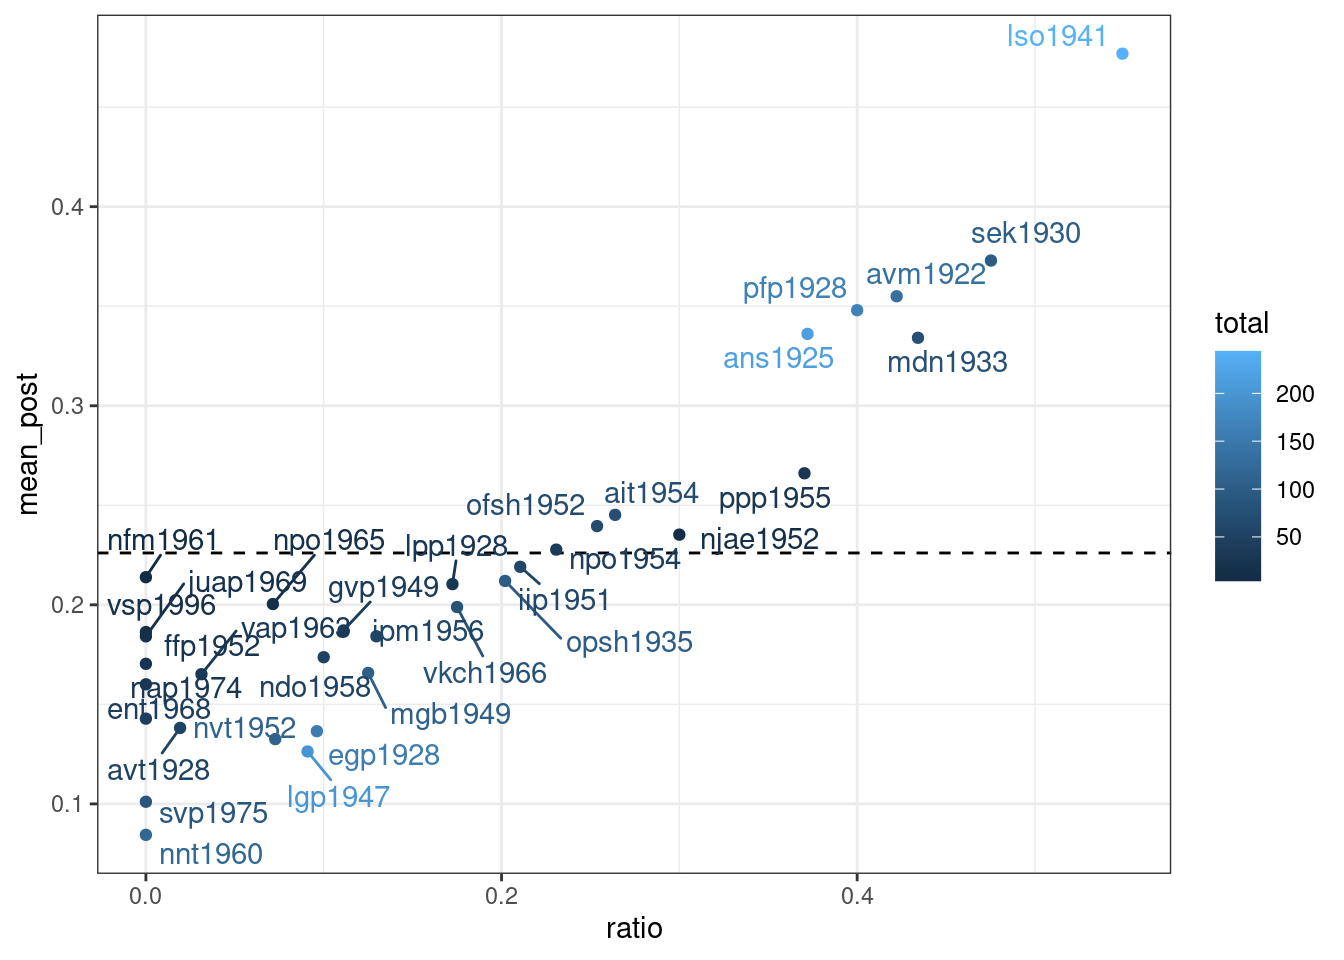 lso1941
sek1930
avm1922
pfp1928
ans1925
mdn1933
ait1954
ofsh1952
ppp1955
nfm1961
npo1965
lpp1928
njae1952
npo1954
juap1969
gvp1949
vsp1996
iip1951
vap1963
ipm1956
ffp1952
opsh1935
vkch1966
nap1974
ndo1958
ent1968
mgb1949
nvt1952
egp1928
avt1928
lgp1947
svp1975
nnt1960
0.4
0.3
0.2
0.1
mean_post
0.0
0.2
0.4
ratio
total
200
150
100
50